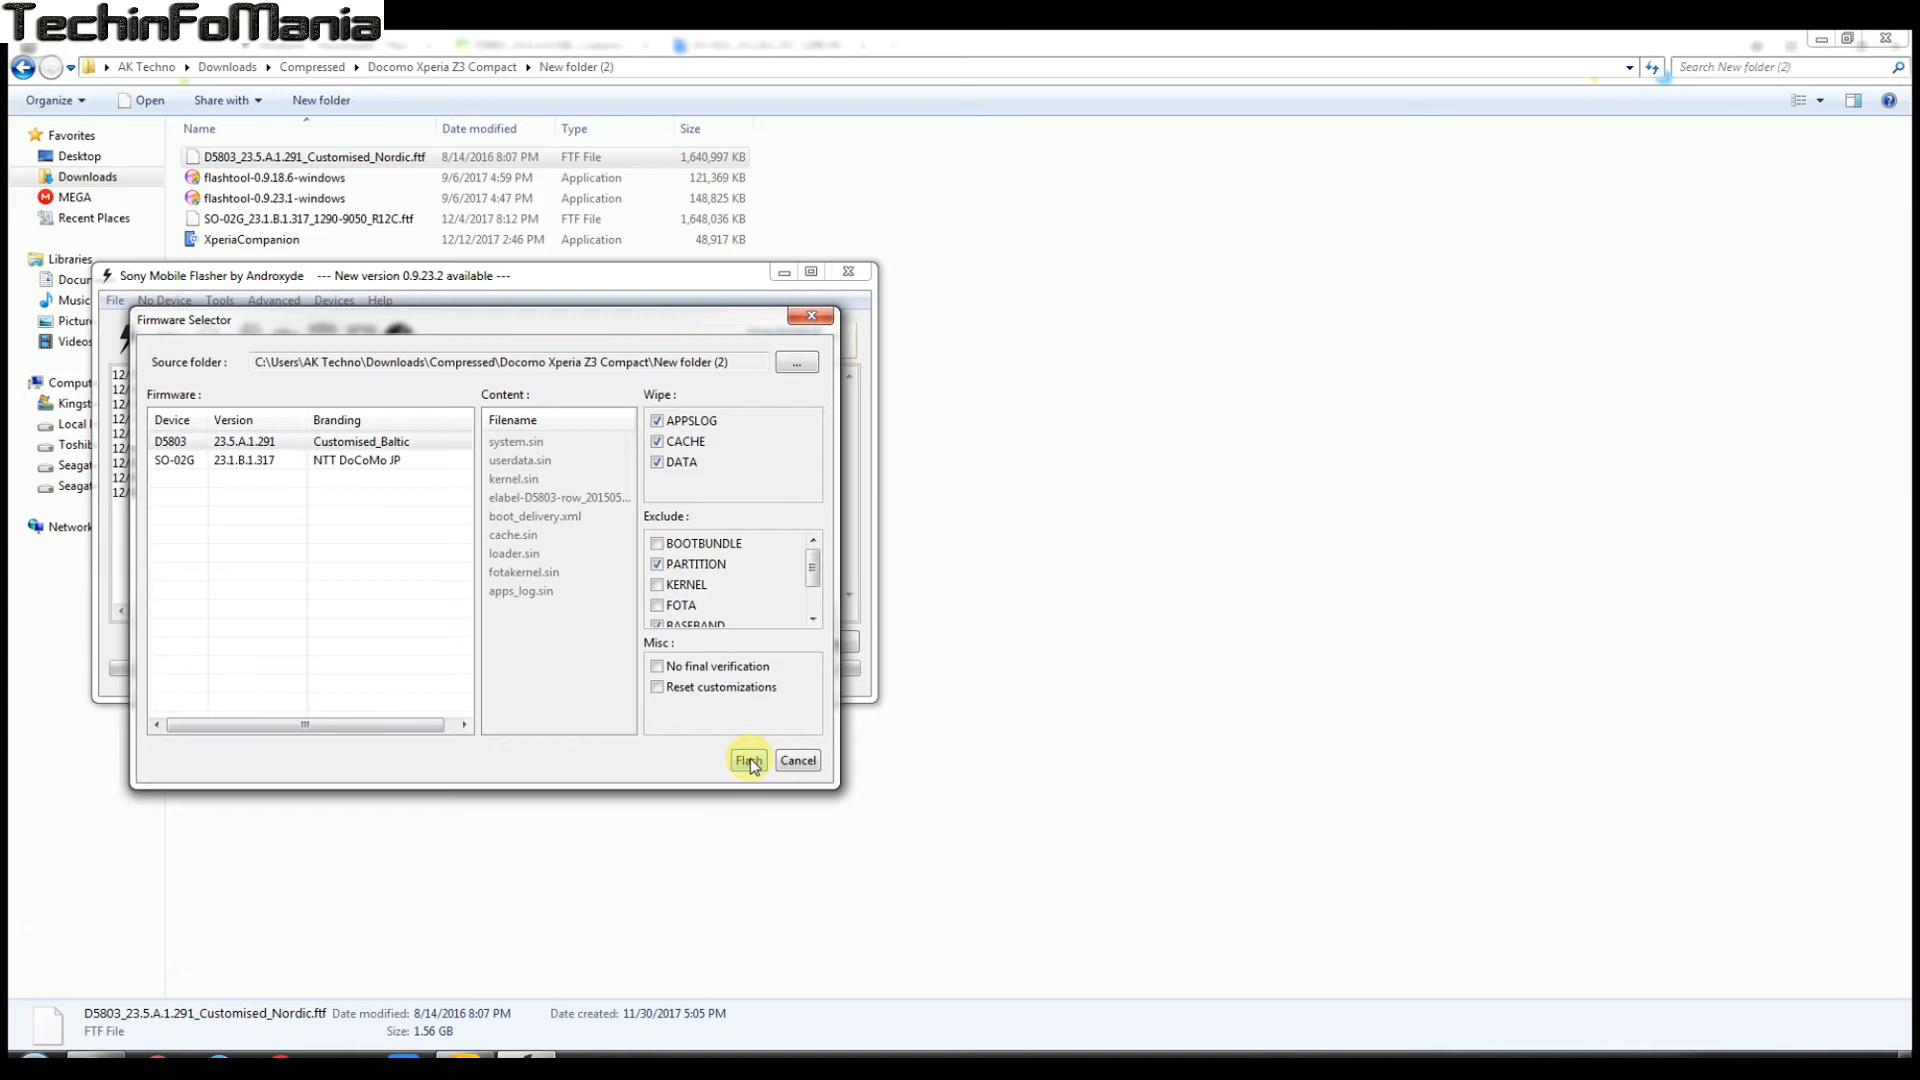 TechinFoMania
AK Techno Downloads Compressed Docomo Xperia Z3 Compact New folder (2) Search New folder (2)
Organize Open Share with New folder
Name Date modified Type Size
Favorites
Desktop
Downloads
MEGA
Recent Places
Libraries
Docu
Music
Picture
Videos
Compute
Kingst
Local
Toshib
Seagat
Seagat
Network
D5803_23.5.A.1.291_Customised_Nordic.ftf 8/14/2016 8:07 PM FTF File 1,640,997 KB
flashtool-0.9.18.6-windows 9/6/2017 4:59 PM Application 121,369 KB
flashtool-0.9.23.1-windows 9/6/2017 4:47 PM Application 148,825 KB
SO-02G_23.1.B.1.317_1290-9050_R12C.ftf 12/4/2017 8:12 PM FTF File 1,648,036 KB
XperiaCompanion 12/12/2017 2:46 PM Application 48,917 KB
Sony Mobile Flasher by Androxyde --- New version 0.9.23.2 available ---
File No Device Tools Advanced Devices Help
Firmware Selector
Source folder : C:\Users\AK Techno\Downloads\Compressed\Docomo Xperia Z3 Compact\New folder (2) ...
Firmware :
Device Version Branding
D5803 23.5.A.1.291 Customised_Baltic
SO-02G 23.1.B.1.317 NTT DoCoMo JP
Content :
Filename
system.sin
userdata.sin
kernel.sin
elabel-D5803-row_201505...
boot_delivery.xml
cache.sin
loader.sin
fotakernel.sin
apps_log.sin
Wipe :
APPSLOG
CACHE
DATA
Exclude :
BOOTBUNDLE
PARTITION
KERNEL
FOTA
BASEBAND
Misc :
No final verification
Reset customizations
Flash Cancel
D5803_23.5.A.1.291_Customised_Nordic.ftf Date modified: 8/14/2016 8:07 PM Date created: 11/30/2017 5:05 PM
FTF File Size: 1.56 GB